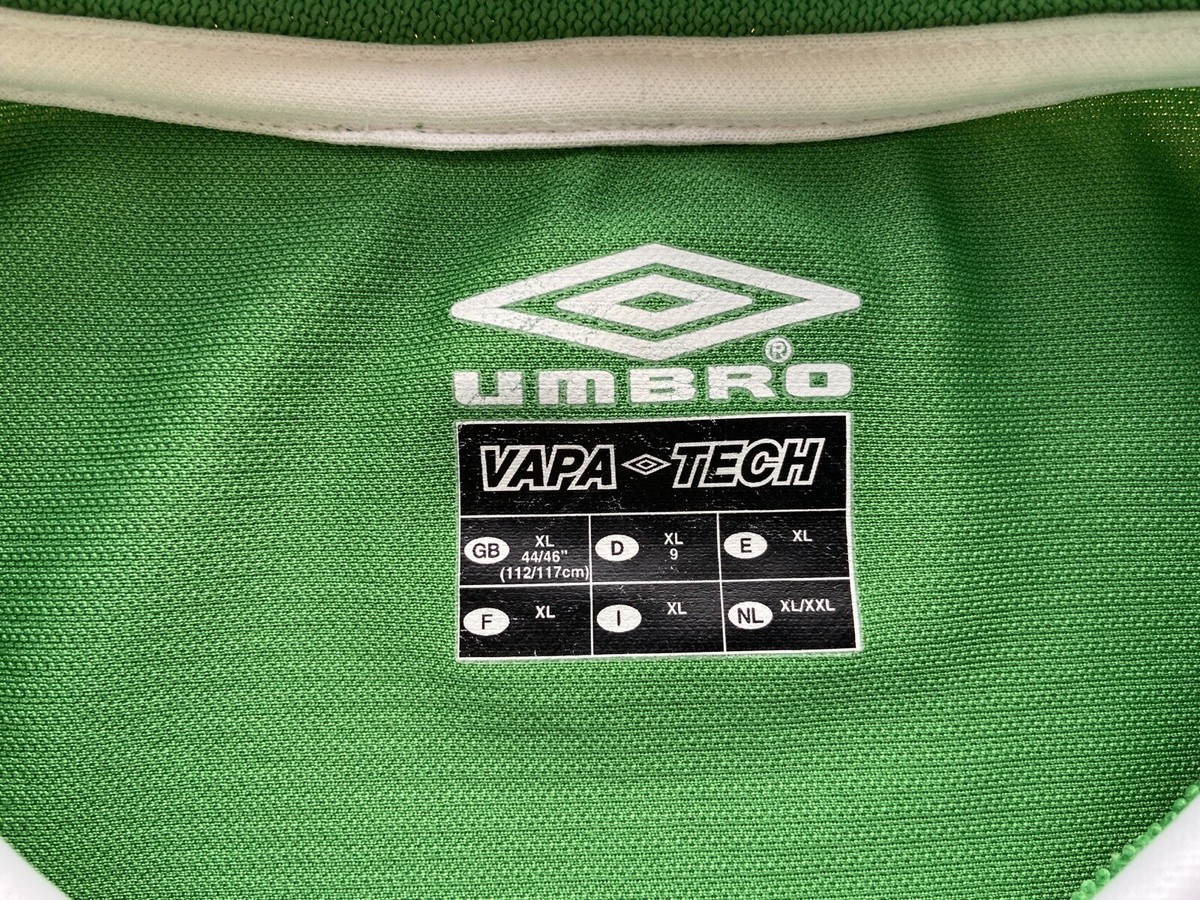 UMBRO®
VAPA TECH
GB XL
44/46"
(112/117cm)
D XL
9
E XL
F XL
I XL
NL XL/XXL